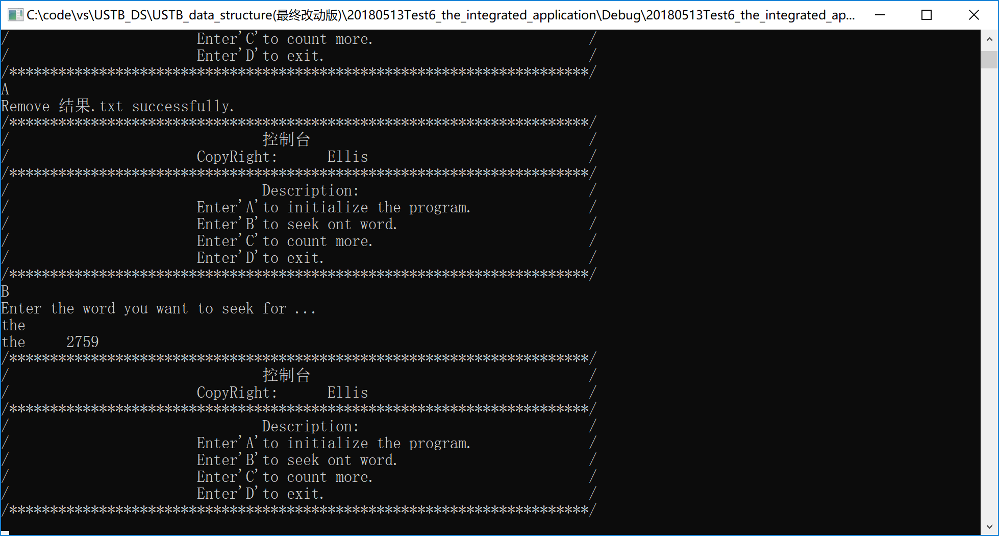 C:\code\vs\USTB_DS\USTB_data_structure(最终改动版)\20180513Test6_the_integrated_application\Debug\20180513Test6_the_integrated_ap...
/ Enter'C'to count more. /
/ Enter'D'to exit. /
/***********************************************************************/
A
Remove 结果.txt successfully.
/***********************************************************************/
/ 控制台 /
/ CopyRight: Ellis /
/***********************************************************************/
/ Description: /
/ Enter'A'to initialize the program. /
/ Enter'B'to seek ont word. /
/ Enter'C'to count more. /
/ Enter'D'to exit. /
/***********************************************************************/
B
Enter the word you want to seek for ...
the
the 2759
/***********************************************************************/
/ 控制台 /
/ CopyRight: Ellis /
/***********************************************************************/
/ Description: /
/ Enter'A'to initialize the program. /
/ Enter'B'to seek ont word. /
/ Enter'C'to count more. /
/ Enter'D'to exit. /
/***********************************************************************/